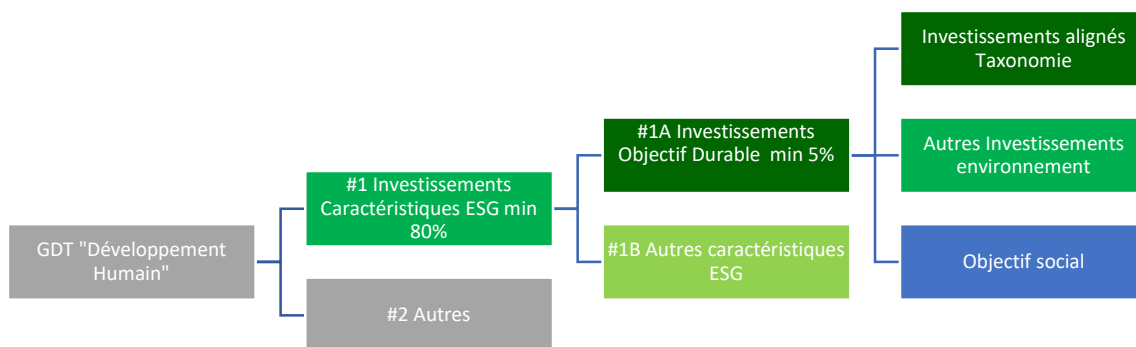 GDT "Développement
Humain"
#1 Investissements
Caractéristiques ESG min
80%
#2 Autres
#1A Investissements
Objectif Durable  min 5%
#1B Autres caractéristiques
ESG
Investissements alignés
Taxonomie
Autres Investissements
environnement
Objectif social